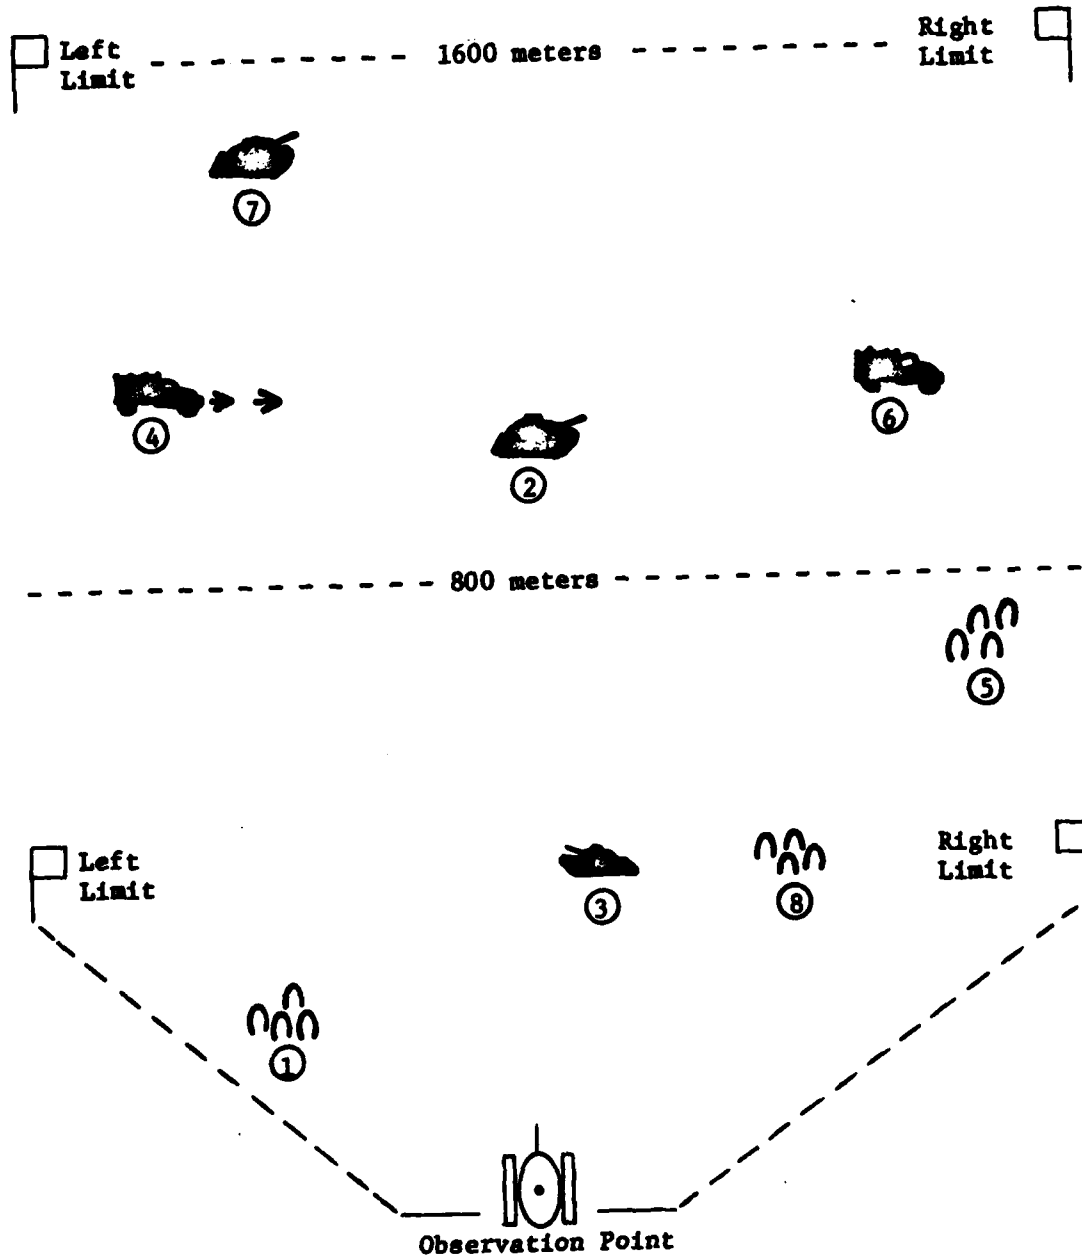 Left
Limit
1600 meters
Right
Limit
7
4
6
2
800 meters
5
Left
Limit
3
8
Right
Limit
1
Observation Point